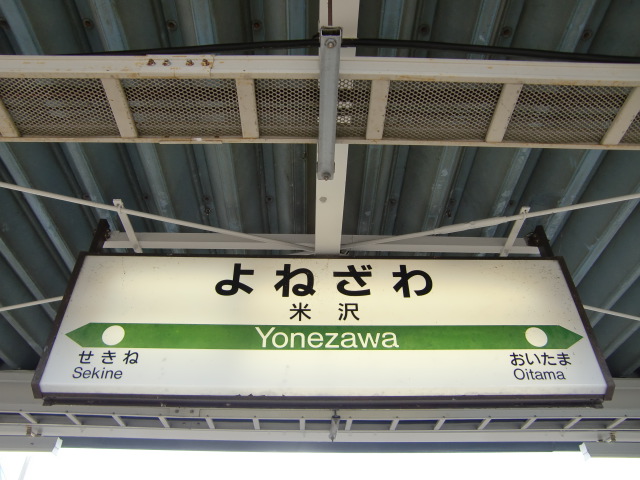 よねざわ
米沢
Yonezawa
せきね
Sekine
おいたま
Oitama